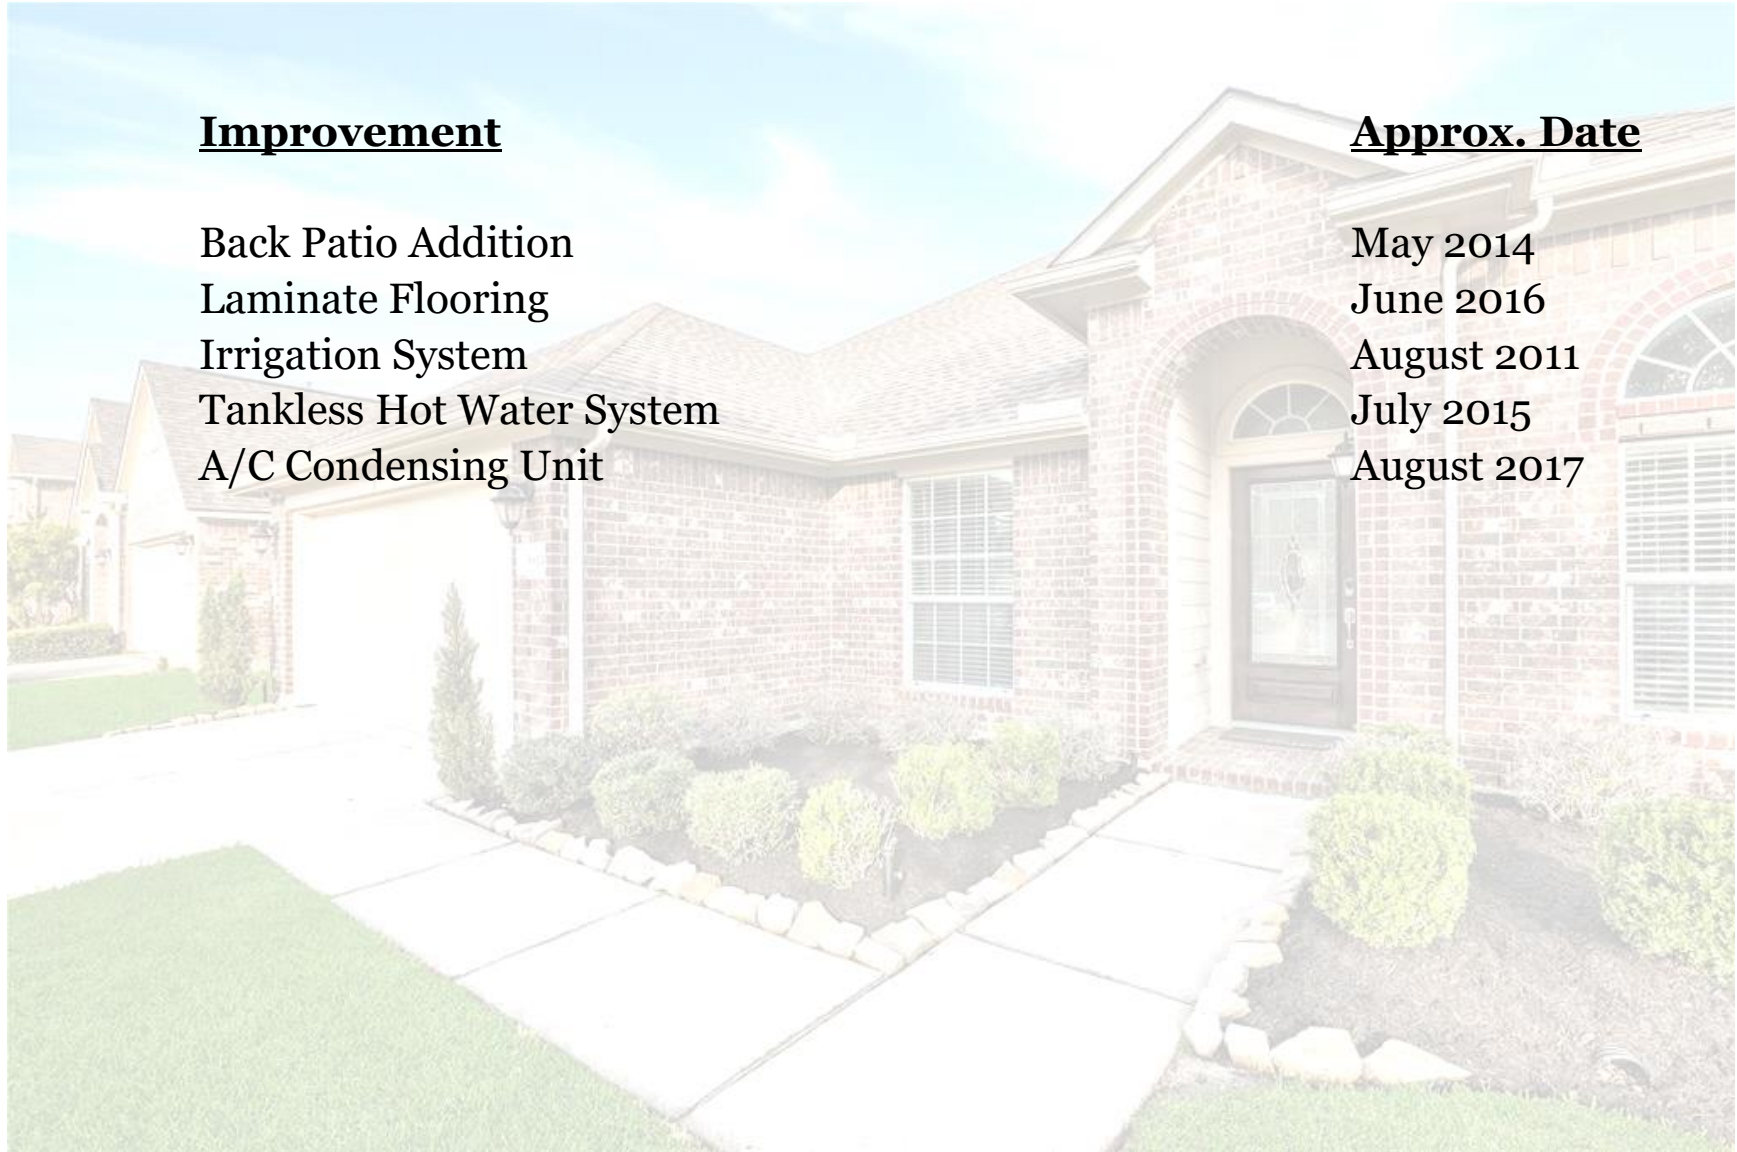 Improvement Approx. Date
Back Patio Addition May 2014
Laminate Flooring June 2016
Irrigation System August 2011
Tankless Hot Water System July 2015
A/C Condensing Unit August 2017